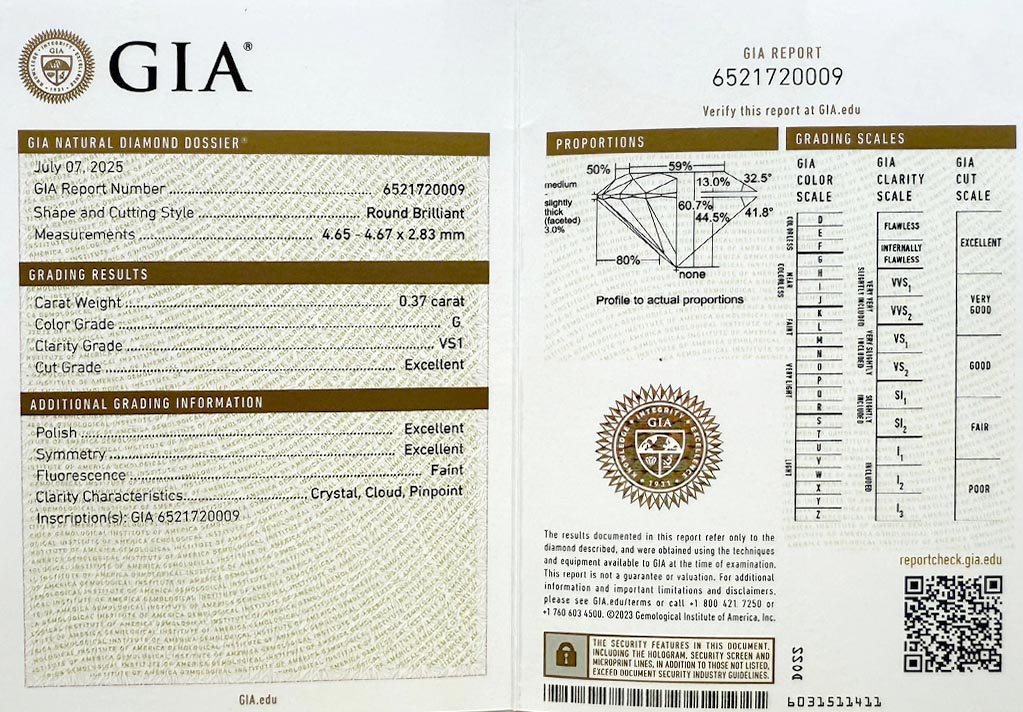 GIA®
GIA NATURAL DIAMOND DOSSIER®
July 07, 2025
GIA Report Number 6521720009
Shape and Cutting Style Round Brilliant
Measurements 4.65 - 4.67 x 2.83 mm
GRADING RESULTS
Carat Weight 0.37 carat
Color Grade G
Clarity Grade VS1
Cut Grade Excellent
ADDITIONAL GRADING INFORMATION
Polish Excellent
Symmetry Excellent
Fluorescence Faint
Clarity Characteristics Crystal, Cloud, Pinpoint
Inscription(s): GIA 6521720009
GIA.edu
GIA REPORT
6521720009
Verify this report at GIA.edu
PROPORTIONS
50%
59%
medium
-
slightly
thick
(faceted)
3.0%
13.0%
32.5°
60.7%
44.5%
41.8°
80%
none
Profile to actual proportions
GIA
INTEGRITY
1931
The results documented in this report refer only to the
diamond described, and were obtained using the techniques
and equipment available to GIA at the time of examination.
This report is not a guarantee or valuation. For additional
information and important limitations and disclaimers,
please see GIA.edu/terms or call +1 800 421 7250 or
+1 760 603 4500. ©2023 Gemological Institute of America, Inc.
THE SECURITY FEATURES IN THIS DOCUMENT,
INCLUDING THE HOLOGRAM, SECURITY SCREEN AND
MICROPRINT LINES, IN ADDITION TO THOSE NOT LISTED,
EXCEED DOCUMENT SECURITY INDUSTRY GUIDELINES.
GRADING SCALES
GIA
COLOR
SCALE
COLORLESS
D
E
F
NEAR COLORLESS
G
H
I
J
FAINT
K
L
M
VERY LIGHT
N
O
P
Q
R
LIGHT
S
T
U
V
W
X
Y
Z
GIA
CLARITY
SCALE
FLAWLESS
INTERNALLY
FLAWLESS
VERY VERY
SLIGHTLY INCLUDED
VVS1
VVS2
VERY SLIGHTLY
INCLUDED
VS1
VS2
SLIGHTLY
INCLUDED
SI1
SI2
INCLUDED
I1
I2
I3
GIA
CUT
SCALE
EXCELLENT
VERY
GOOD
GOOD
FAIR
POOR
reportcheck.gia.edu
DOSS
6031511411